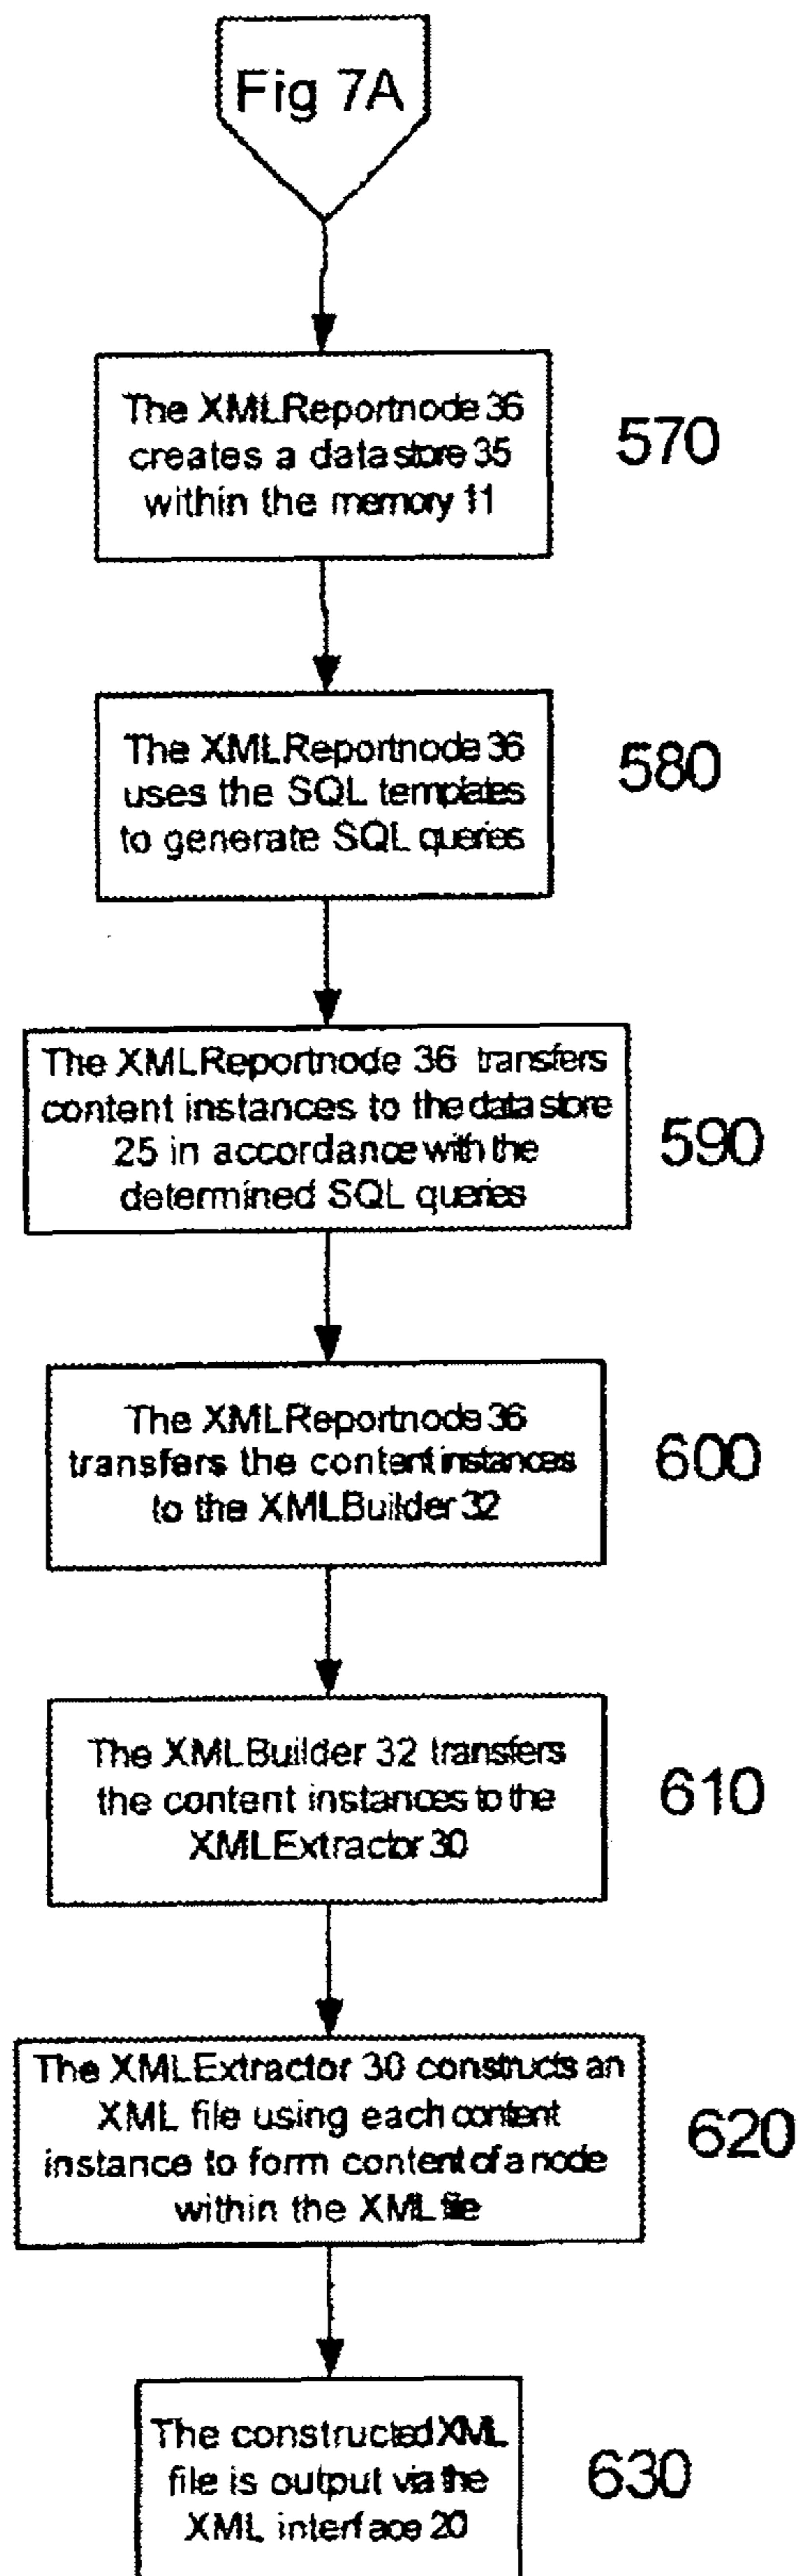 Fig 7A
The XMLReportnode 36
creates a data store 35
within the memory 11
570
The XMLReportnode 36
uses the SQL templates
to generate SQL queries
580
The XMLReportnode 36 transfers
content instances to the data store
25 in accordance with the
determined SQL queries
590
The XMLReportnode 36
transfers the content instances
to the XMLBuilder 32
600
The XMLBuilder 32 transfers
the content instances to the
XMLExtractor 30
610
The XMLExtractor 30 constructs an
XML file using each content
instance to form content of a node
within the XML file
620
The constructed XML
file is output via the
XML interface 20
630